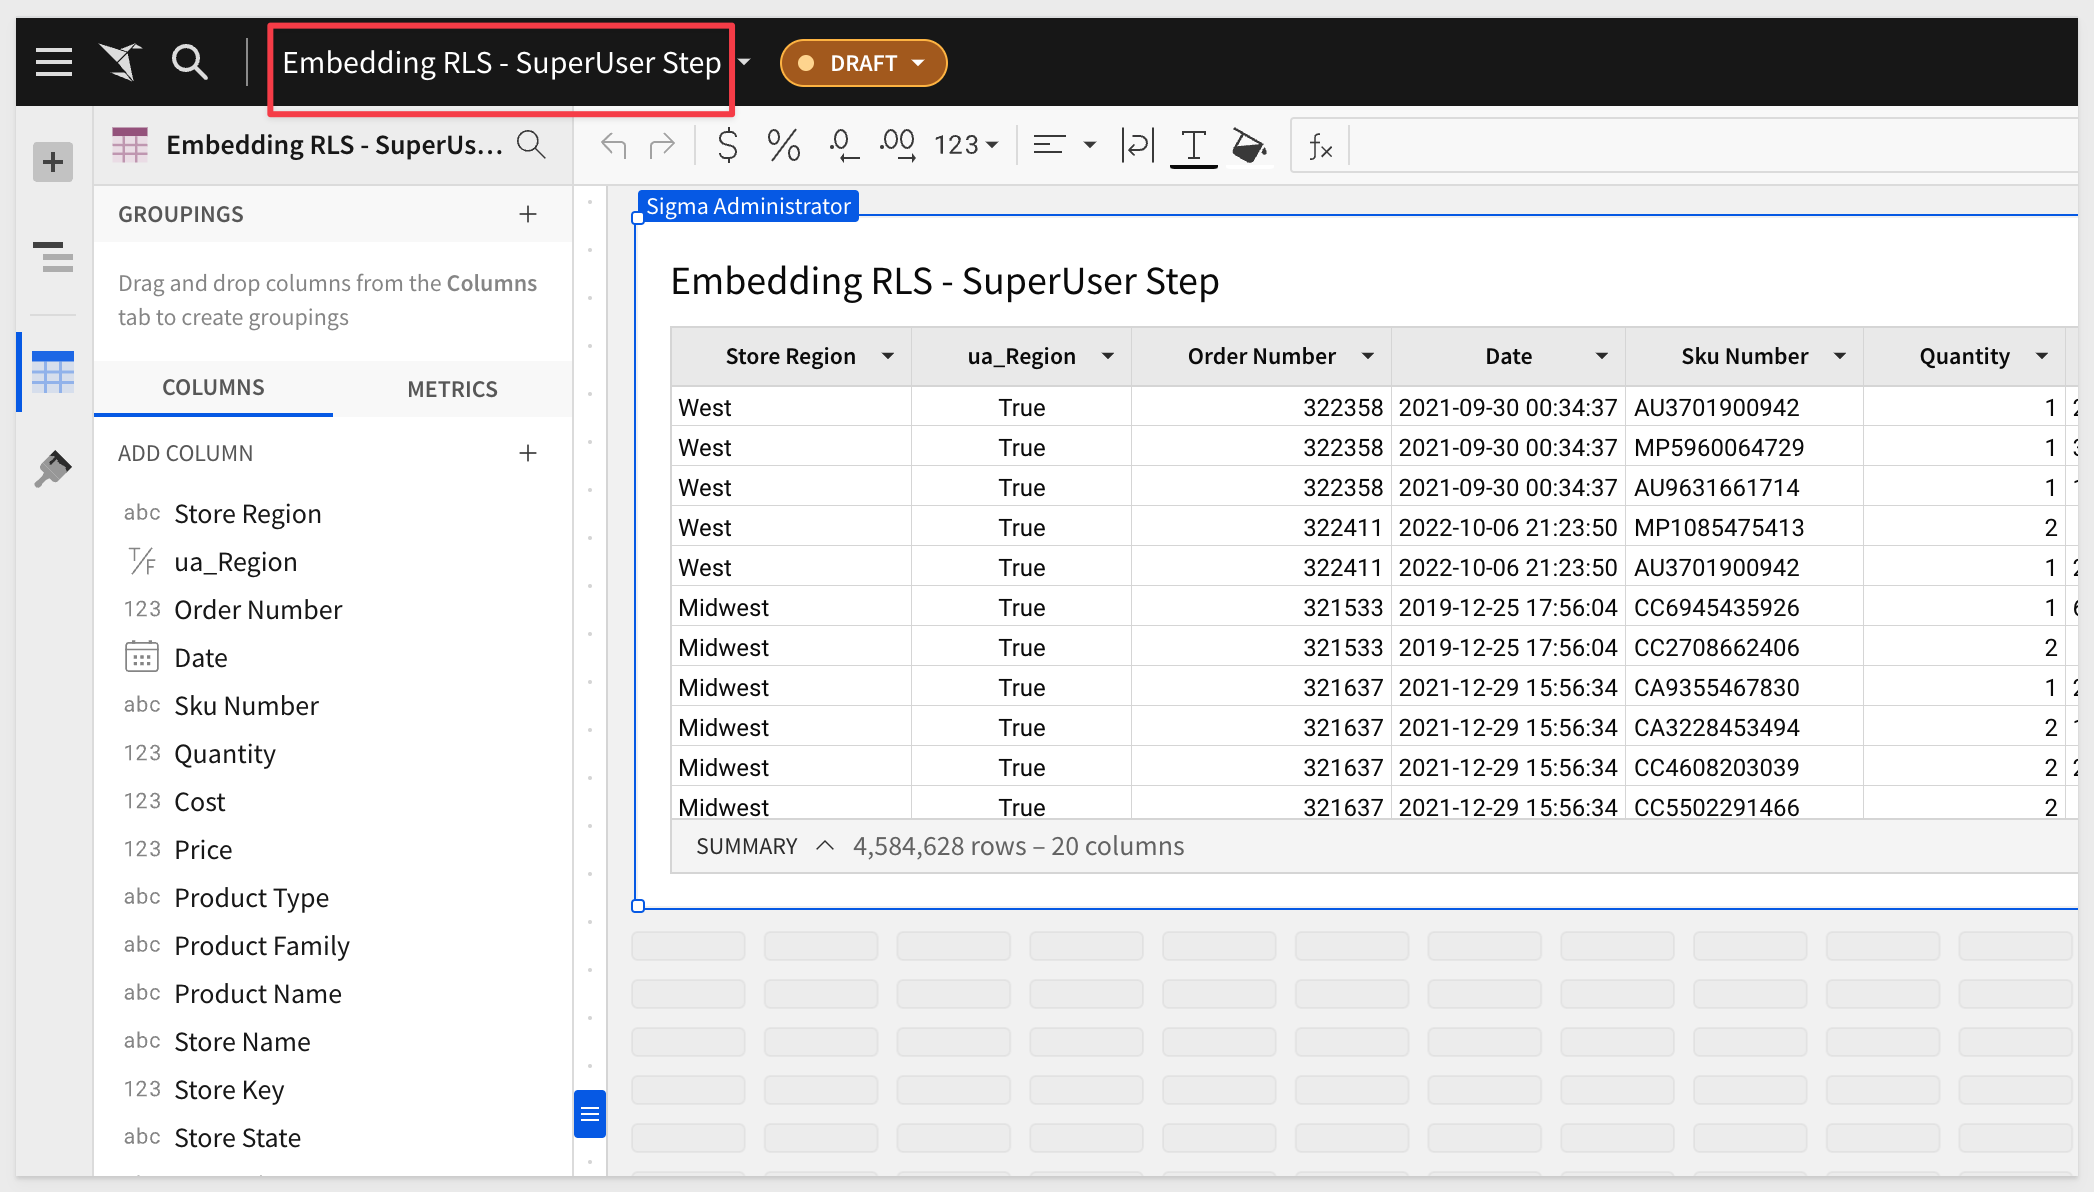 Embedding RLS - SuperUser Step
DRAFT
Embedding RLS - SuperUs...
$ % .0 .00 123 T fx
GROUPINGS
Drag and drop columns from the Columns
tab to create groupings
COLUMNS METRICS
ADD COLUMN
abc Store Region
T/F ua_Region
123 Order Number
Date
abc Sku Number
123 Quantity
123 Cost
123 Price
abc Product Type
abc Product Family
abc Product Name
abc Store Name
123 Store Key
abc Store State
Sigma Administrator
Embedding RLS - SuperUser Step
Store Region ua_Region Order Number Date Sku Number Quantity
West True 322358 2021-09-30 00:34:37 AU3701900942 1
West True 322358 2021-09-30 00:34:37 MP5960064729 1
West True 322358 2021-09-30 00:34:37 AU9631661714 1
West True 322411 2022-10-06 21:23:50 MP1085475413 2
West True 322411 2022-10-06 21:23:50 AU3701900942 1
Midwest True 321533 2019-12-25 17:56:04 CC6945435926 1
Midwest True 321533 2019-12-25 17:56:04 CC2708662406 2
Midwest True 321637 2021-12-29 15:56:34 CA9355467830 1
Midwest True 321637 2021-12-29 15:56:34 CA3228453494 2
Midwest True 321637 2021-12-29 15:56:34 CC4608203039 2
Midwest True 321637 2021-12-29 15:56:34 CC5502291466 2
SUMMARY 4,584,628 rows – 20 columns